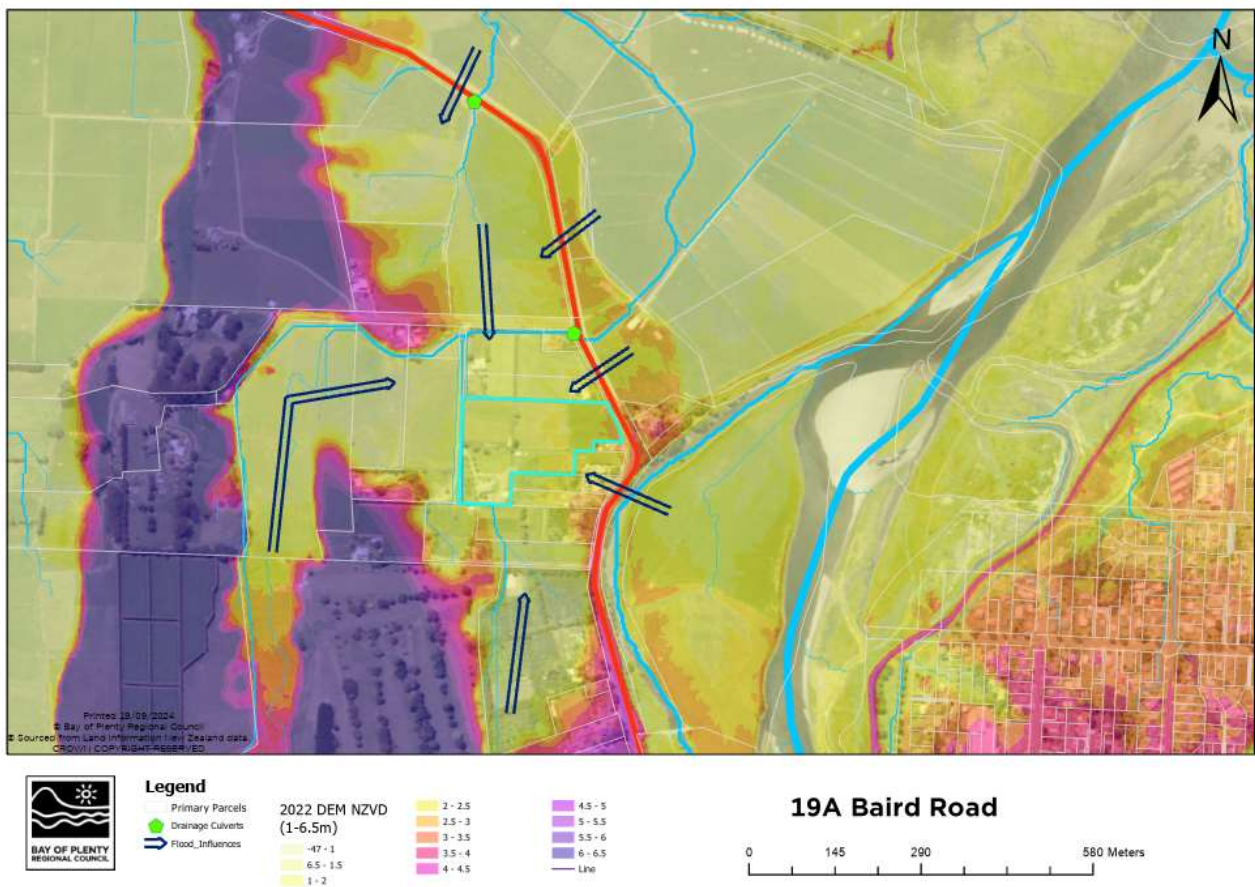 N
Printed 19/09/2024
© Bay of Plenty Regional Council
© Sourced from Land Information New Zealand data.
CROWN COPYRIGHT RESERVED
BAY OF PLENTY
REGIONAL COUNCIL
Legend
Primary Parcels
Drainage Culverts
Flood_Influences
2022 DEM NZVD
(1-6.5m)
-47 - 1
6.5 - 1.5
1 - 2
2 - 2.5
2.5 - 3
3 - 3.5
3.5 - 4
4 - 4.5
4.5 - 5
5 - 5.5
5.5 - 6
6 - 6.5
Line
19A Baird Road
0 145 290 580 Meters